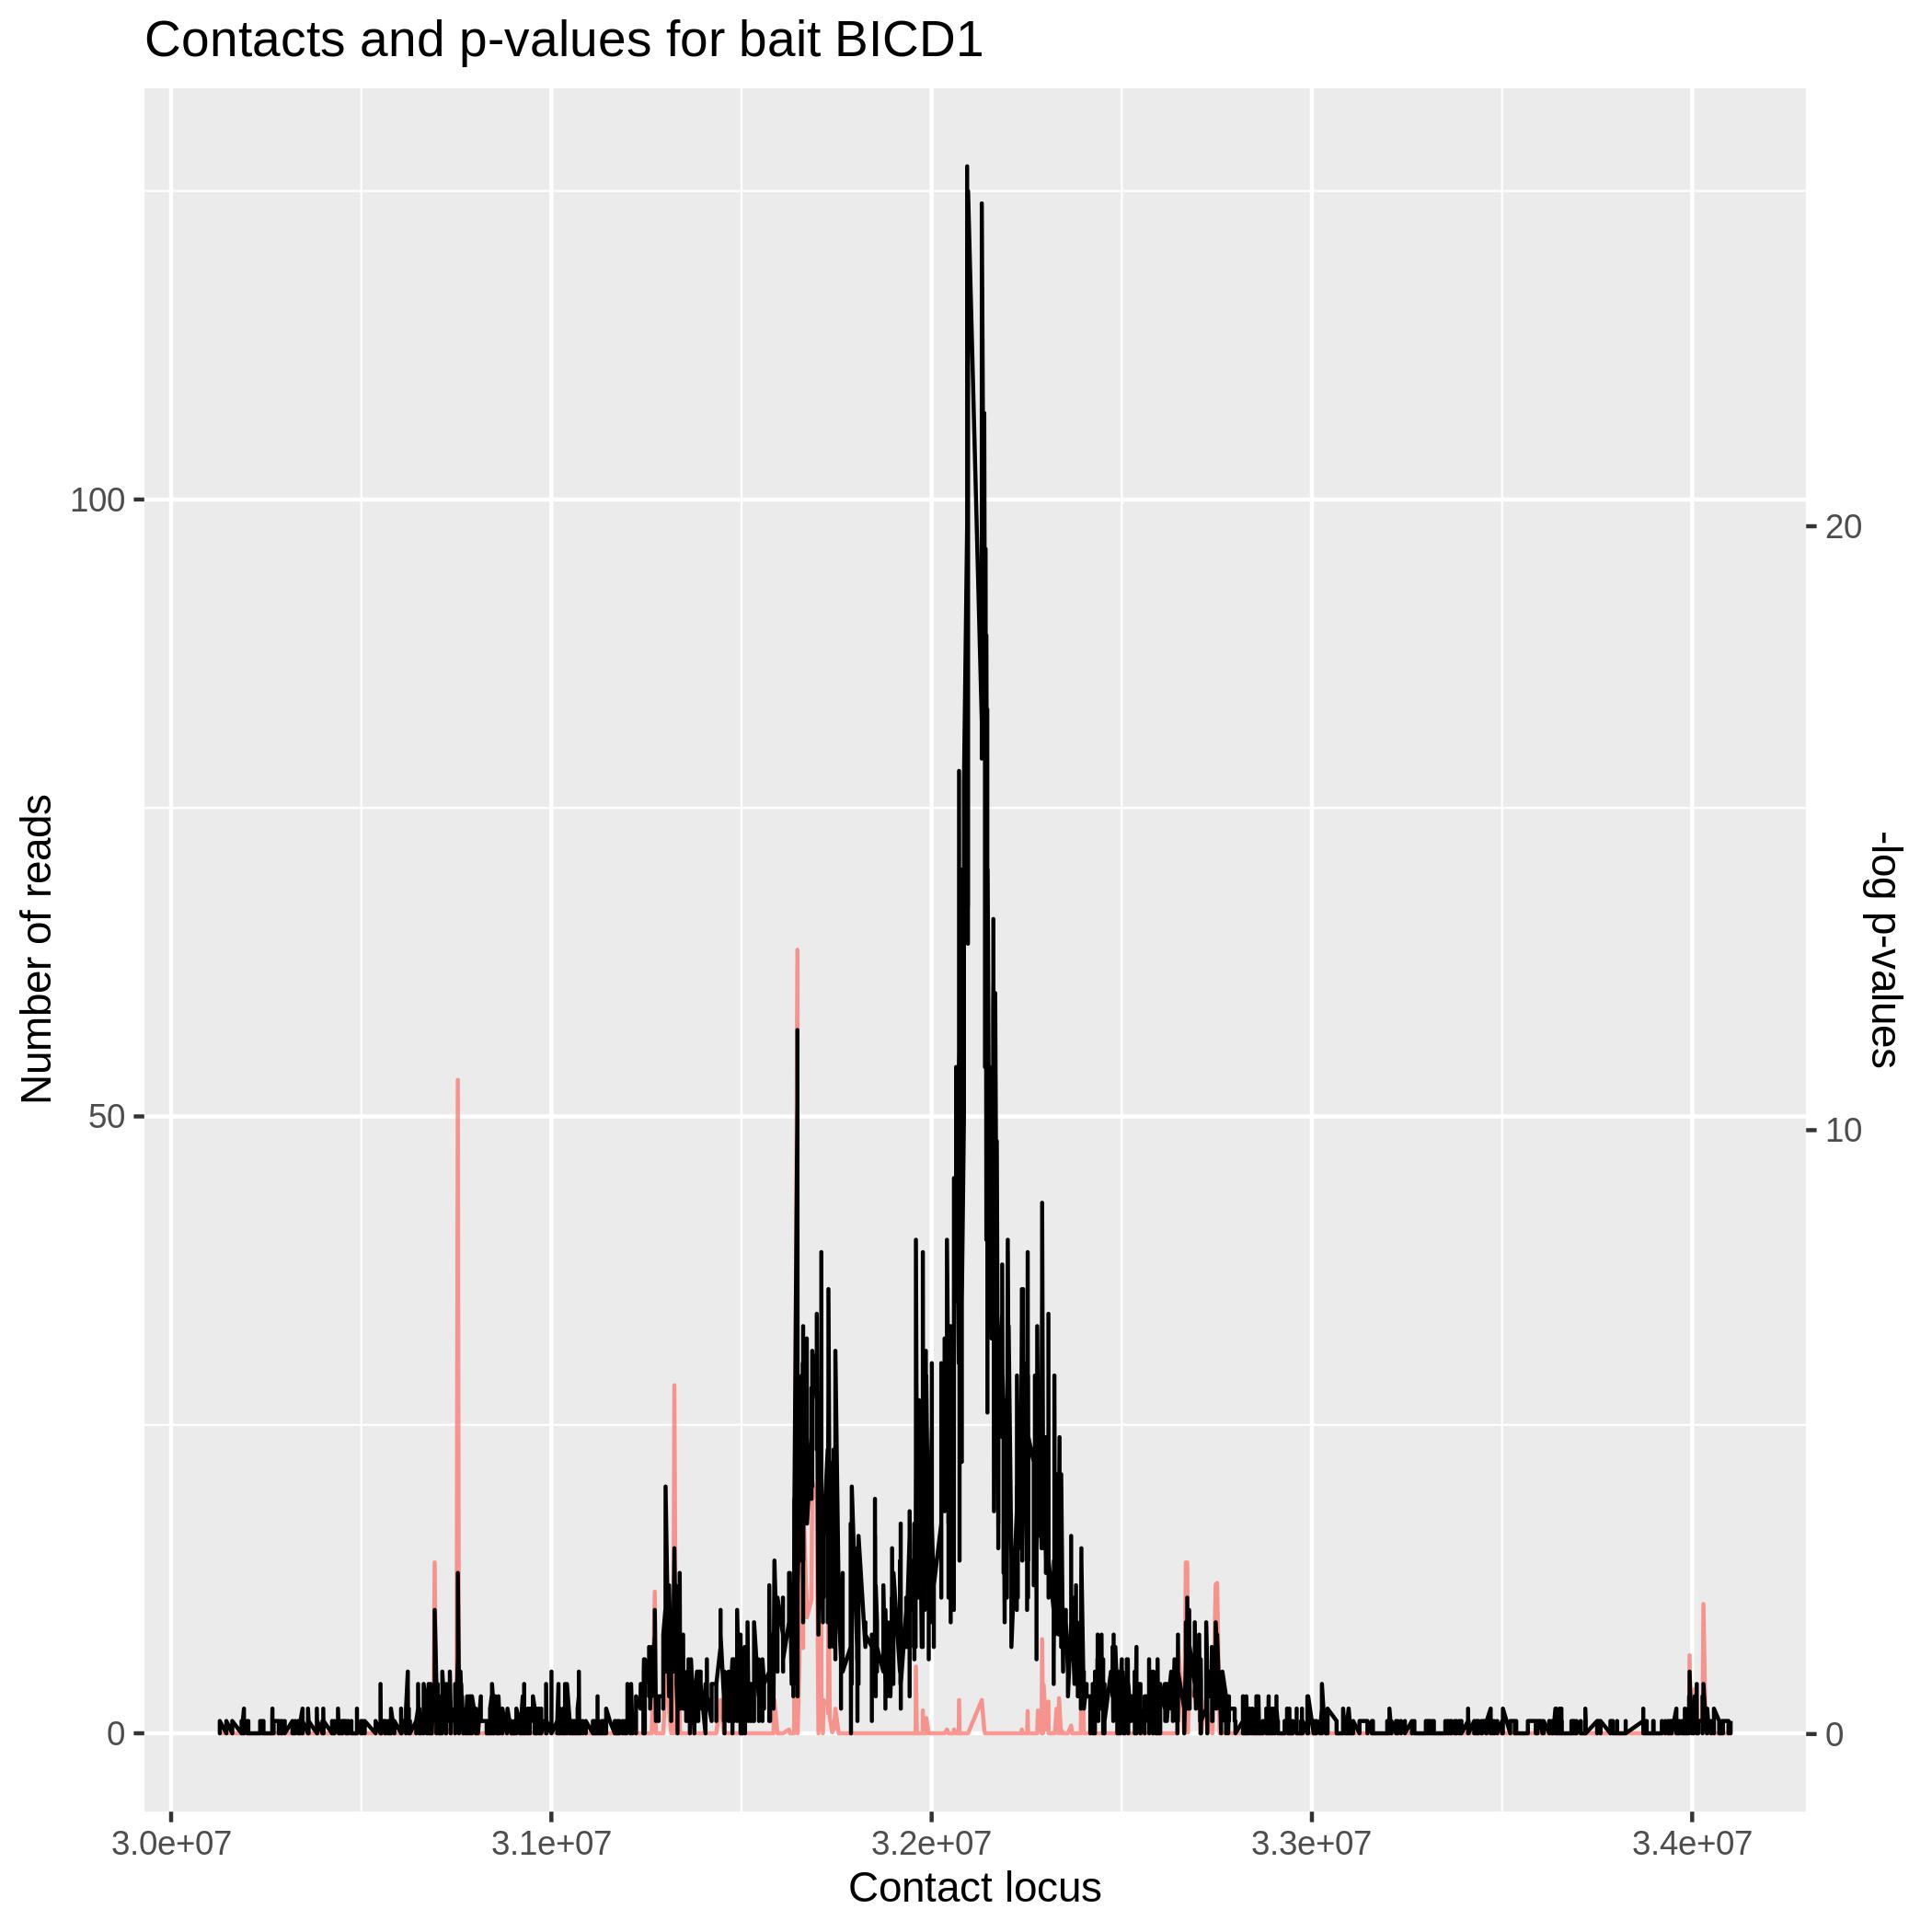 Contacts and p-values for bait BICD1
Number of reads
100
50
0
20
10
0
-log p-values
3.0e+07
3.1e+07
3.2e+07
3.3e+07
3.4e+07
Contact locus